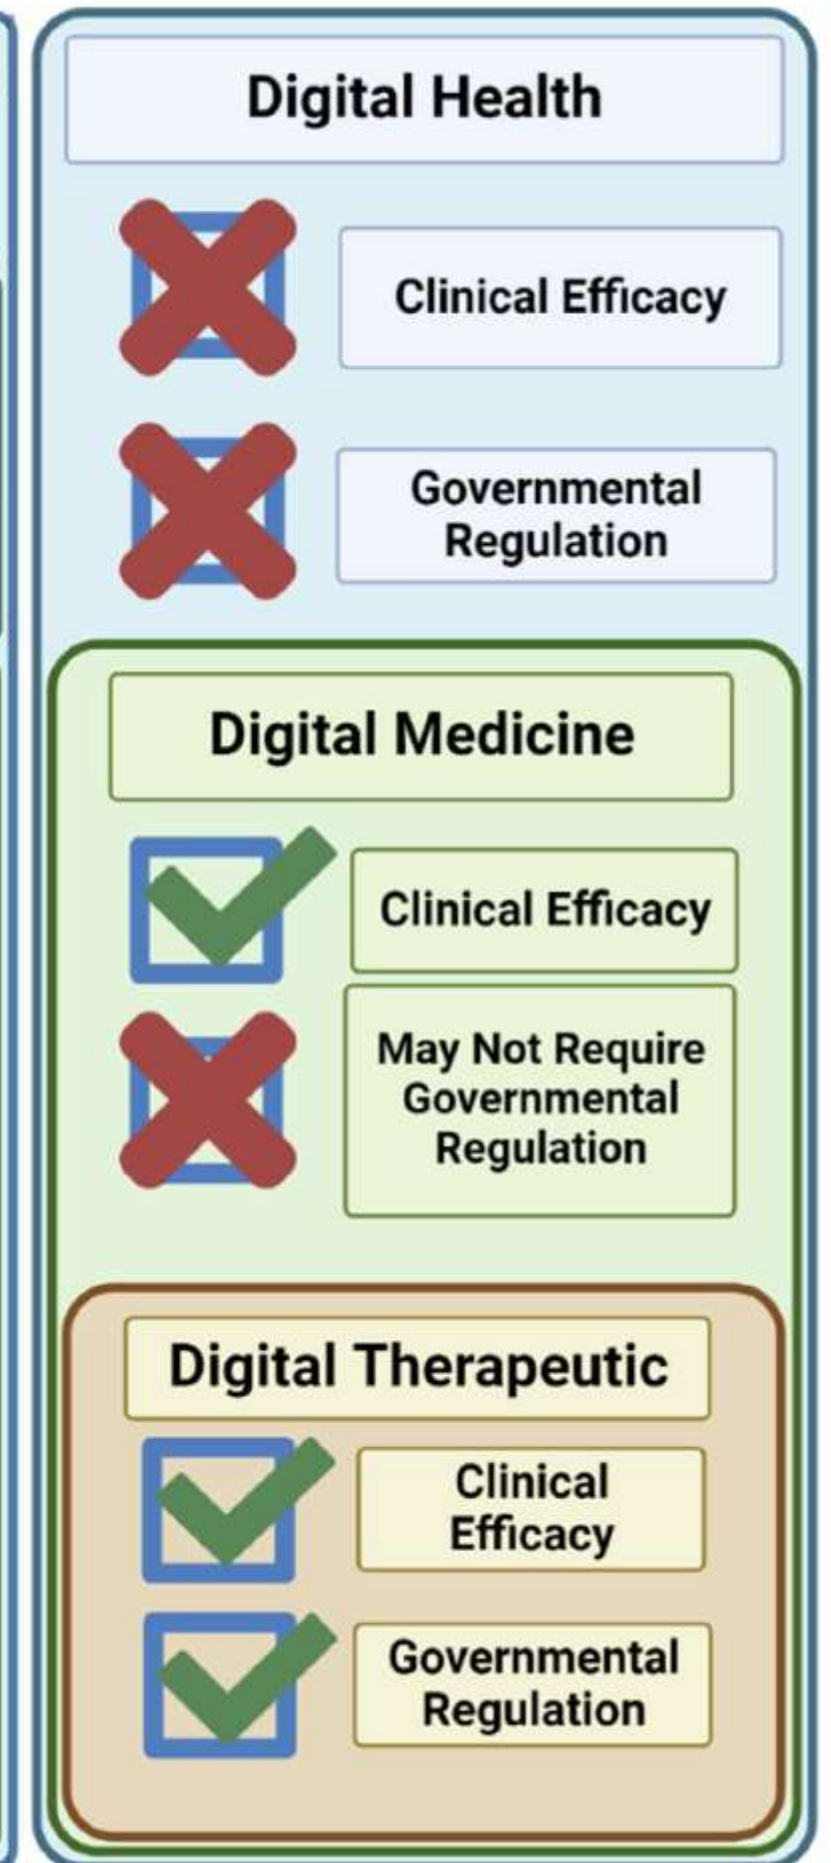 Digital Health
Clinical Efficacy
Governmental
Regulation
Digital Medicine
Clinical Efficacy
May Not Require
Governmental
Regulation
Digital Therapeutic
Clinical
Efficacy
Governmental
Regulation